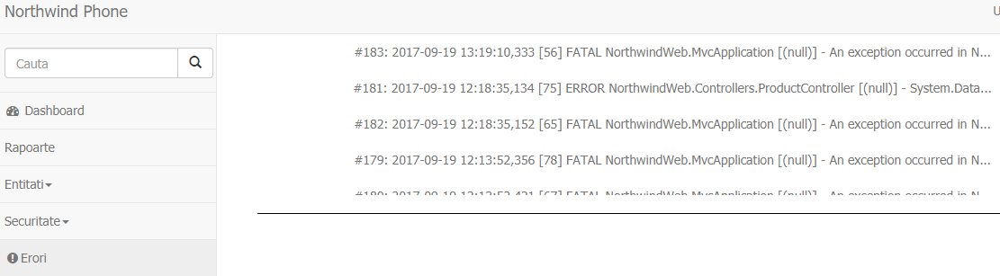 Northwind Phone
U
Cauta
Dashboard
Rapoarte
Entitati
Securitate
Erori
#183: 2017-09-19 13:19:10,333 [56] FATAL NorthwindWeb.MvcApplication [(null)] - An exception occurred in N...
#181: 2017-09-19 12:18:35,134 [75] ERROR NorthwindWeb.Controllers.ProductController [(null)] - System.Data...
#182: 2017-09-19 12:18:35,152 [65] FATAL NorthwindWeb.MvcApplication [(null)] - An exception occurred in N...
#179: 2017-09-19 12:13:52,356 [78] FATAL NorthwindWeb.MvcApplication [(null)] - An exception occurred in N...
#180: 2017-09-19 12:13:52,421 [67] FATAL NorthwindWeb.MvcApplication [(null)] - An exception occurred in N...